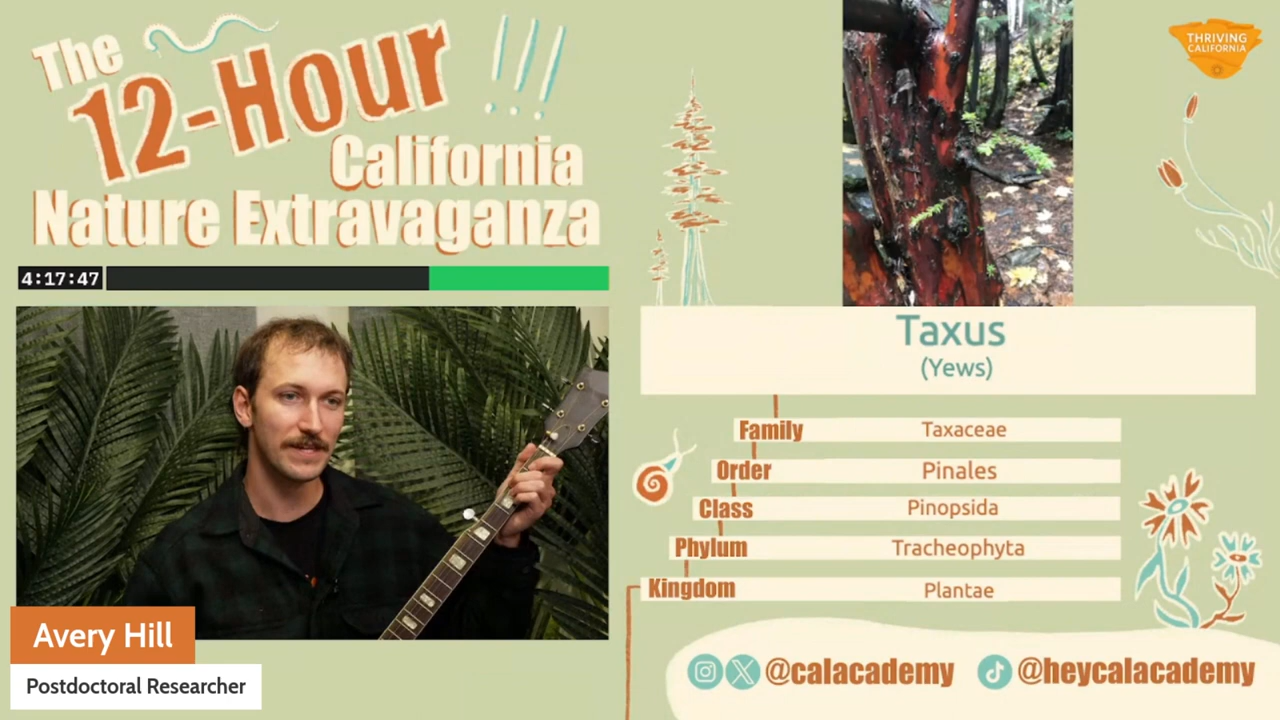 The
12-Hour !!!
California
Nature Extravaganza
THRIVING
CALIFORNIA
4:17:47
Taxus
(Yews)
Family Taxaceae
Order Pinales
Class Pinopsida
Phylum Tracheophyta
Kingdom Plantae
Avery Hill
Postdoctoral Researcher
@calacademy @heycalacademy